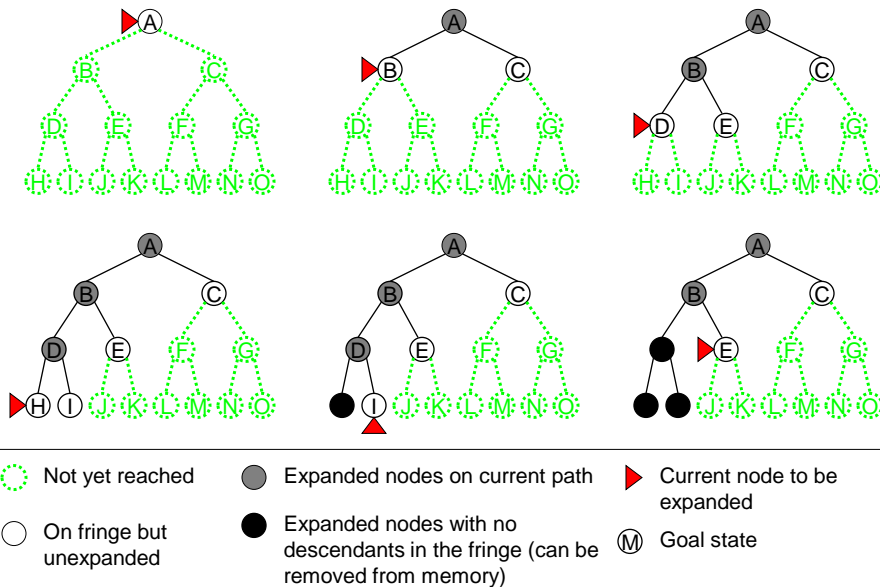 A A A
B C B C B C
D E F G D E F G D E F G
H I J K L M N O H I J K L M N O H I J K L M N O
A A A
B C B C B C
D E F G D E F G E F G
H I J K L M N O I J K L M N O J K L M N O
Not yet reached
On fringe but
unexpanded
Expanded nodes on current path
Expanded nodes with no
descendants in the fringe (can be
removed from memory)
Current node to be
expanded
M Goal state